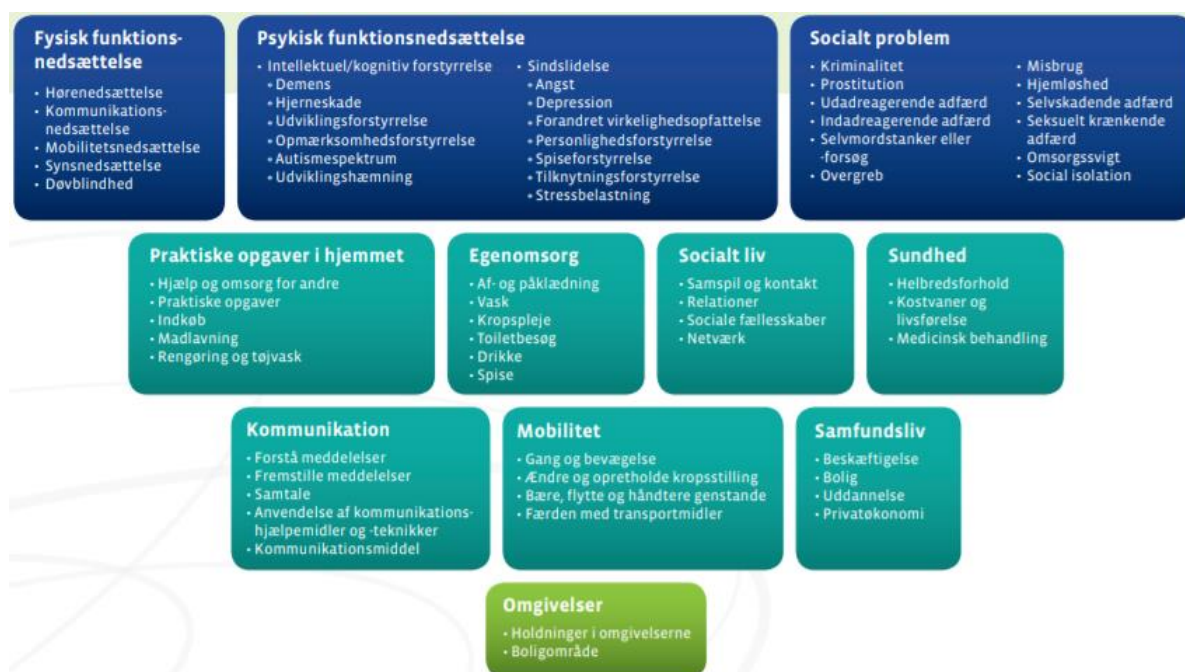 Fysisk funktions-
nedsættelse
• Hørenedsættelse
• Kommunikations-
nedsættelse
• Mobilitetsnedsættelse
• Synsnedsættelse
• Døvblindhed
Psykisk funktionsnedsættelse
• Intellektuel/kognitiv forstyrrelse
• Demens
• Hjerneskade
• Udviklingsforstyrrelse
• Opmærksomhedsforstyrrelse
• Autismespektrum
• Udviklingshæmning
• Sindslidelse
• Angst
• Depression
• Forandret virkelighedsopfattelse
• Personlighedsforstyrrelse
• Spiseforstyrrelse
• Tilknytningsforstyrrelse
• Stressbelastning
Socialt problem
• Kriminalitet
• Prostitution
• Udadreagerende adfærd
• Indadreagerende adfærd
• Selvmordstanker eller
-forsøg
• Overgreb
• Misbrug
• Hjemløshed
• Selvskadende adfærd
• Seksuelt krænkende
adfærd
• Omsorgssvigt
• Social isolation
Praktiske opgaver i hjemmet
• Hjælp og omsorg for andre
• Praktiske opgaver
• Indkøb
• Madlavning
• Rengøring og tøjvask
Egenomsorg
• Af- og påklædning
• Vask
• Kropspleje
• Toiletbesøg
• Drikke
• Spise
Socialt liv
• Samspil og kontakt
• Relationer
• Sociale fællesskaber
• Netværk
Sundhed
• Helbredsforhold
• Kostvaner og
livsførelse
• Medicinsk behandling
Kommunikation
• Forstå meddelelser
• Fremstille meddelelser
• Samtale
• Anvendelse af kommunikations-
hjælpemidler og -teknikker
• Kommunikationsmiddel
Mobilitet
• Gang og bevægelse
• Ændre og opretholde kropsstilling
• Bære, flytte og håndtere genstande
• Færden med transportmidler
Samfundsliv
• Beskæftigelse
• Bolig
• Uddannelse
• Privatøkonomi
Omgivelser
• Holdninger i omgivelserne
• Boligområde